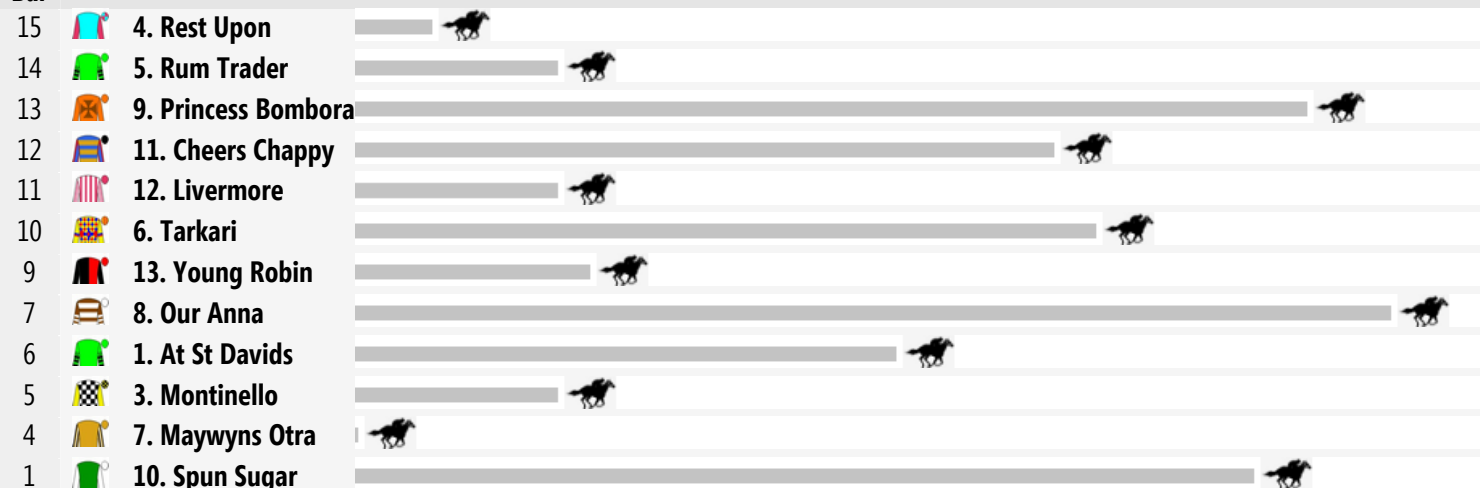 Bar
15 4. Rest Upon
14 5. Rum Trader
13 9. Princess Bombora
12 11. Cheers Chappy
11 12. Livermore
10 6. Tarkari
9 13. Young Robin
7 8. Our Anna
6 1. At St Davids
5 3. Montinello
4 7. Maywyns Otra
1 10. Spun Sugar